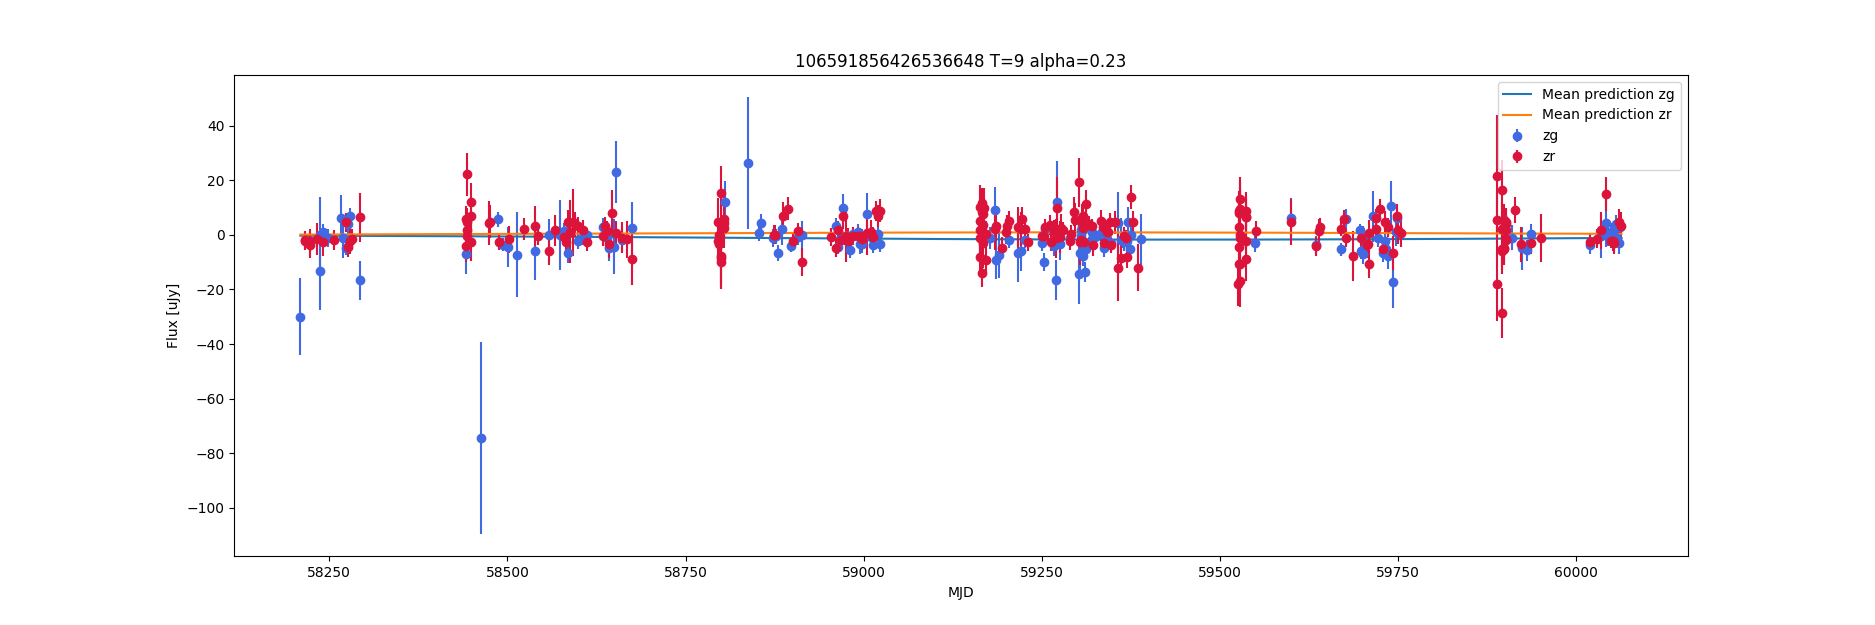 106591856426536648 T=9 alpha=0.23
Mean prediction zg
Mean prediction zr
zg
zr
Flux [uJy]
40
20
0
−20
−40
−60
−80
−100
58250 58500 58750 59000 59250 59500 59750 60000
MJD